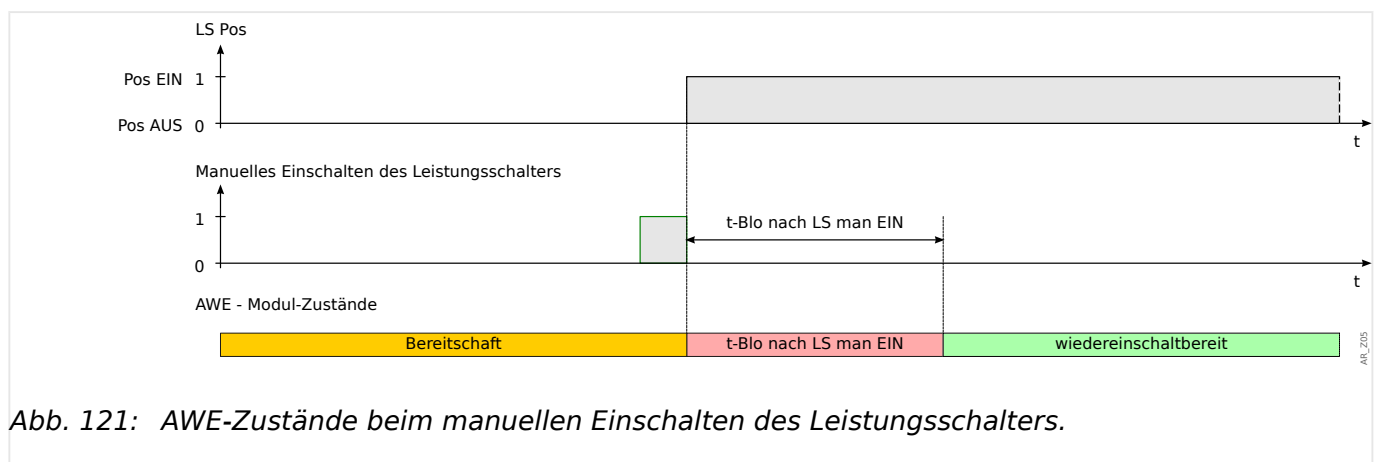 LS Pos
Pos EIN 1
Pos AUS 0
t
Manuelles Einschalten des Leistungsschalters
1
t-Blo nach LS man EIN
0
t
AWE - Modul-Zustände
Bereitschaft t-Blo nach LS man EIN wiedereinschaltbereit
AR_Z05
Abb. 121: AWE-Zustände beim manuellen Einschalten des Leistungsschalters.